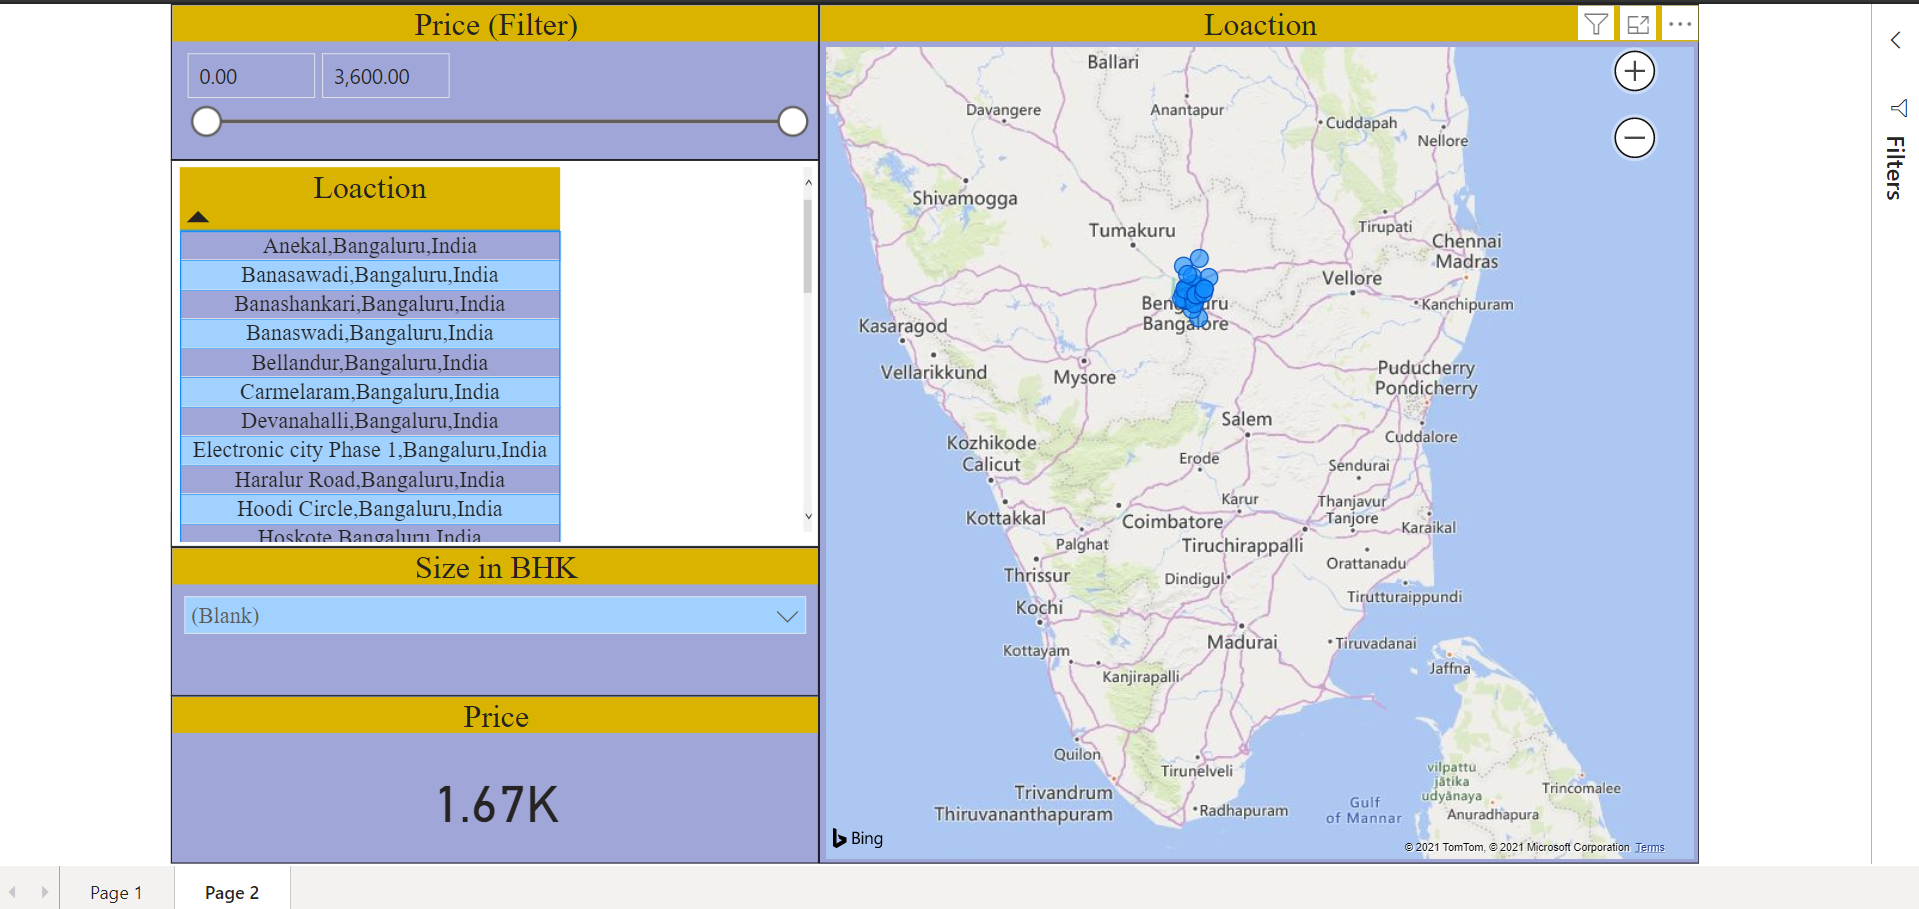 Price (Filter)
0.00
3,600.00
Loaction
Anekal,Bangaluru,India
Banasawadi,Bangaluru,India
Banashankari,Bangaluru,India
Banaswadi,Bangaluru,India
Bellandur,Bangaluru,India
Carmelaram,Bangaluru,India
Devanahalli,Bangaluru,India
Electronic city Phase 1,Bangaluru,India
Haralur Road,Bangaluru,India
Hoodi Circle,Bangaluru,India
Hoskote,Bangaluru,India
Size in BHK
(Blank)
Price
1.67K
Loaction
Ballari
Davangere
Anantapur
Cuddapah
Nellore
Shivamogga
Tumakuru
Tirupati
Chennai
Madras
Vellore
Kanchipuram
Bengaluru
Bangalore
Kasaragod
Vellarikkund
Mysore
Puducherry
Pondicherry
Salem
Cuddalore
Kozhikode
Calicut
Erode
Sendurai
Karur
Thanjavur
Tanjore
Kottakkal
Coimbatore
Karaikal
Palghat
Tiruchirappalli
Orattanadu
Thrissur
Dindigul
Tirutturaippundi
Kochi
Madurai
Tiruvadanai
Kottayam
Jaffna
Kanjirapalli
Quilon
Tirunelveli
vilpattu
jātika
udyānaya
Trincomalee
Trivandrum
Thiruvananthapuram
Radhapuram
Gulf
of Mannar
Anuradhapura
Bing
© 2021 TomTom, © 2021 Microsoft Corporation Terms
Filters
Page 1
Page 2